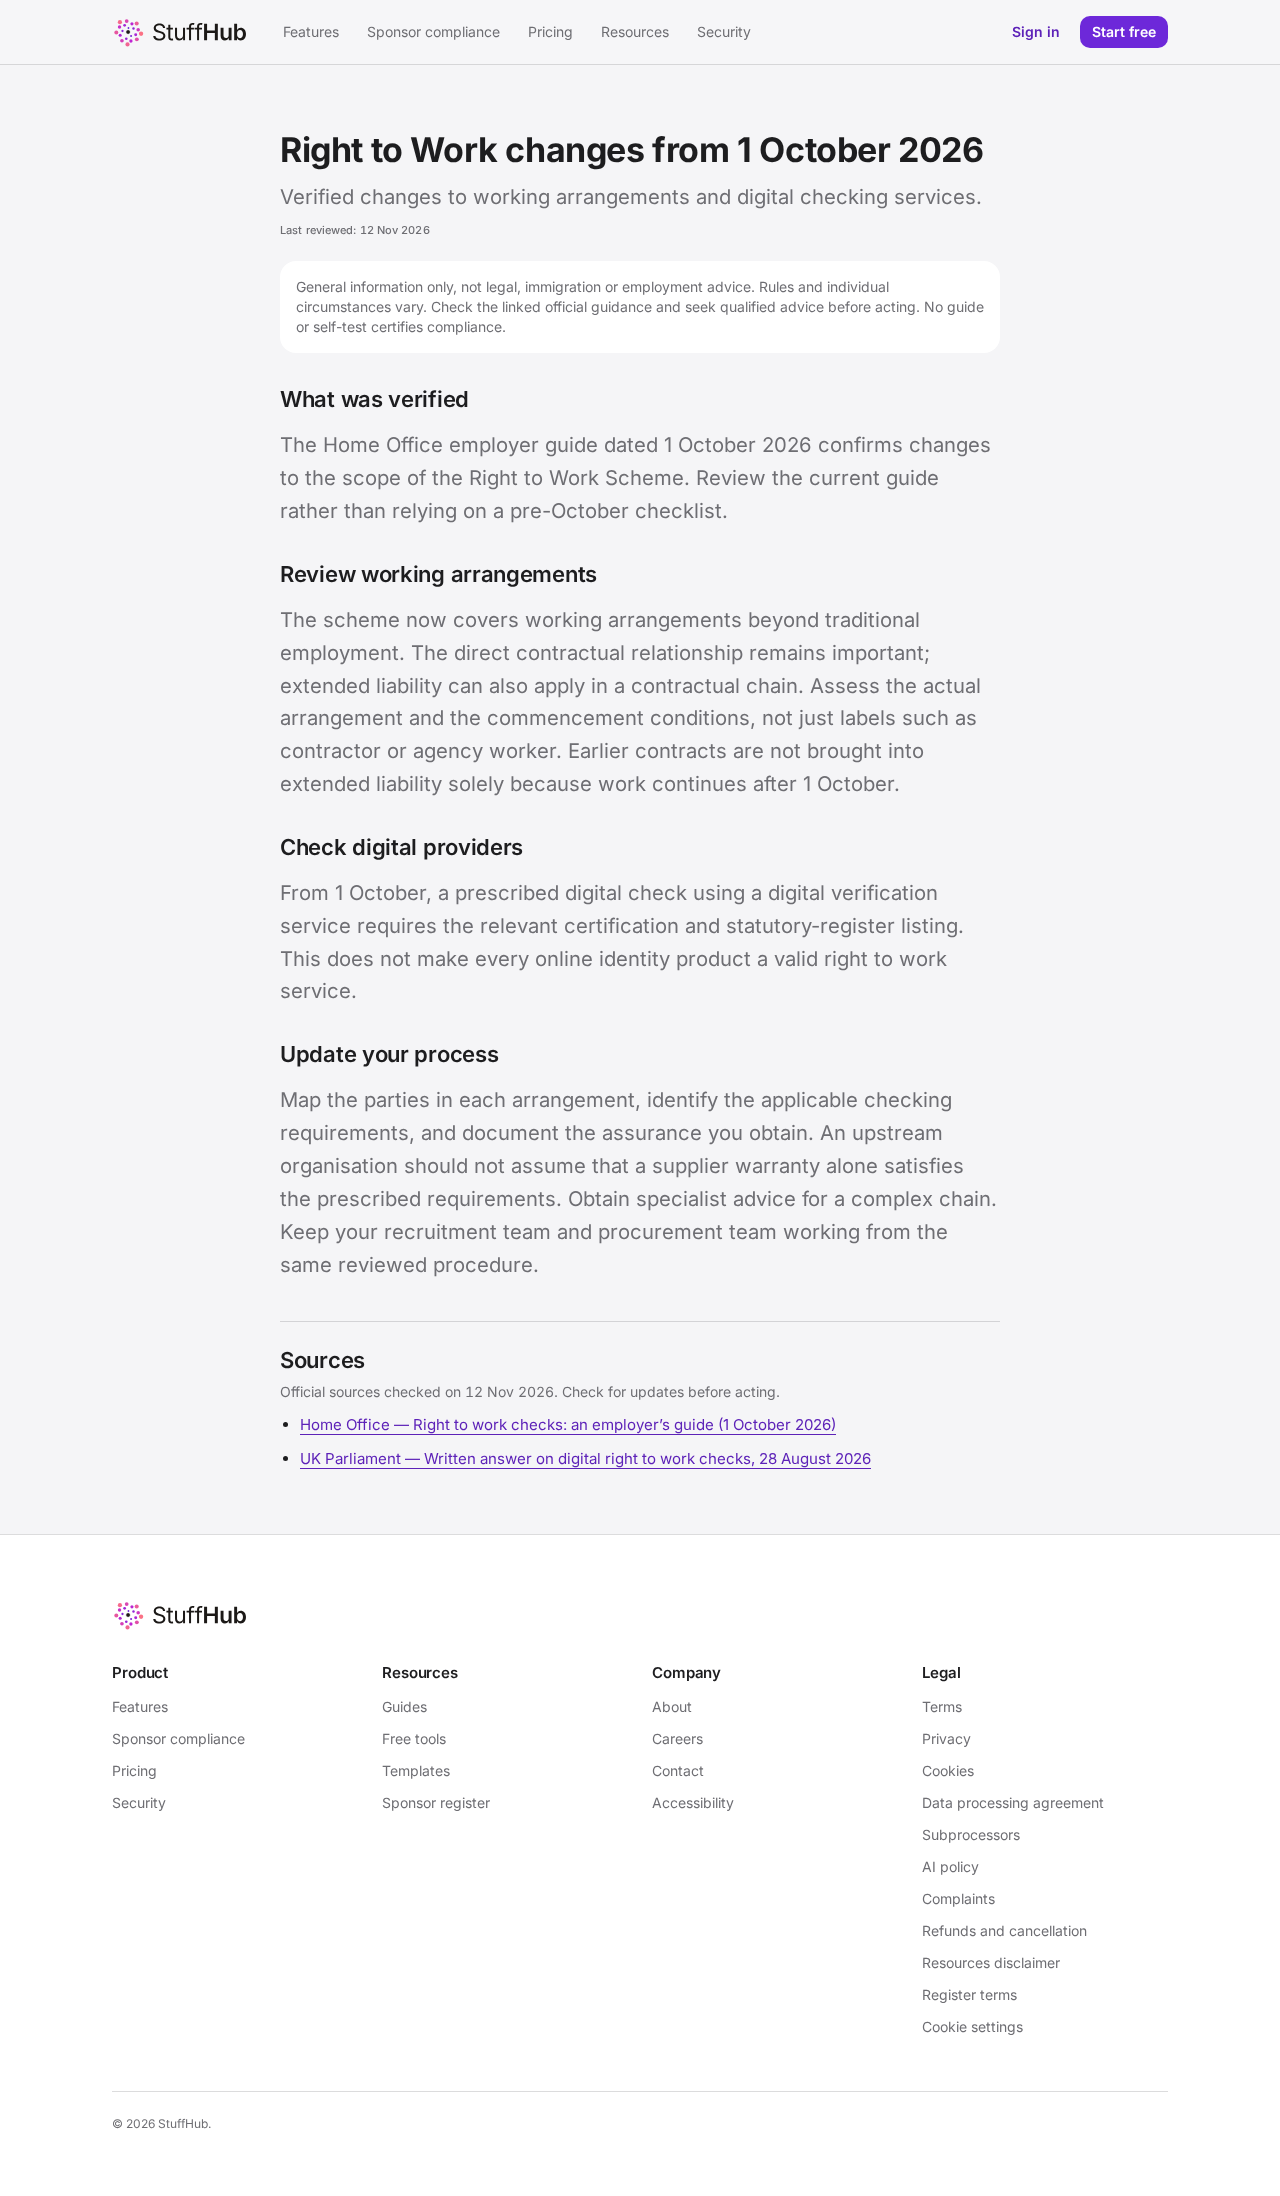 StuffHub
Features
Sponsor compliance
Pricing
Resources
Security
Sign in
Start free
Right to Work changes from 1 October 2026
Verified changes to working arrangements and digital checking services.
Last reviewed: 12 Nov 2026
General information only, not legal, immigration or employment advice. Rules and individual
circumstances vary. Check the linked official guidance and seek qualified advice before acting. No guide
or self-test certifies compliance.
What was verified
The Home Office employer guide dated 1 October 2026 confirms changes
to the scope of the Right to Work Scheme. Review the current guide
rather than relying on a pre-October checklist.
Review working arrangements
The scheme now covers working arrangements beyond traditional
employment. The direct contractual relationship remains important;
extended liability can also apply in a contractual chain. Assess the actual
arrangement and the commencement conditions, not just labels such as
contractor or agency worker. Earlier contracts are not brought into
extended liability solely because work continues after 1 October.
Check digital providers
From 1 October, a prescribed digital check using a digital verification
service requires the relevant certification and statutory-register listing.
This does not make every online identity product a valid right to work
service.
Update your process
Map the parties in each arrangement, identify the applicable checking
requirements, and document the assurance you obtain. An upstream
organisation should not assume that a supplier warranty alone satisfies
the prescribed requirements. Obtain specialist advice for a complex chain.
Keep your recruitment team and procurement team working from the
same reviewed procedure.
Sources
Official sources checked on 12 Nov 2026. Check for updates before acting.
Home Office — Right to work checks: an employer’s guide (1 October 2026)
UK Parliament — Written answer on digital right to work checks, 28 August 2026
StuffHub
Product
Features
Sponsor compliance
Pricing
Security
Resources
Guides
Free tools
Templates
Sponsor register
Company
About
Careers
Contact
Accessibility
Legal
Terms
Privacy
Cookies
Data processing agreement
Subprocessors
AI policy
Complaints
Refunds and cancellation
Resources disclaimer
Register terms
Cookie settings
© 2026 StuffHub.